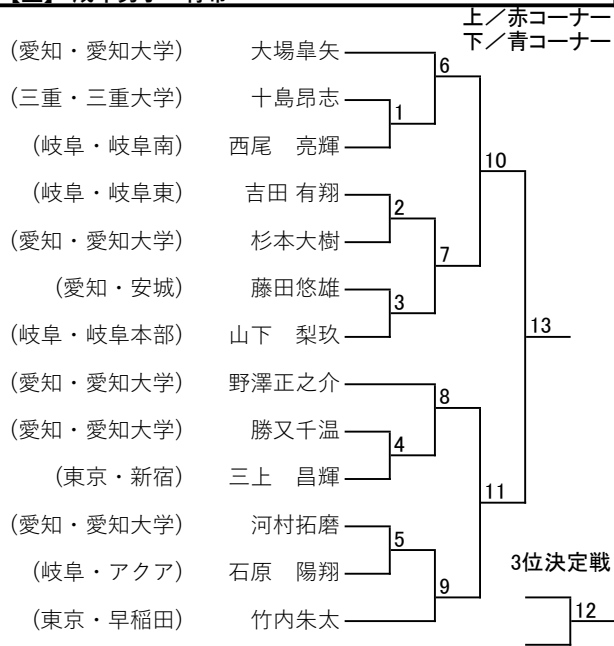 上／赤コーナー
下／青コーナー
(愛知・愛知大学) 大場皐矢
6
(三重・三重大学) 十島昂志
1
(岐阜・岐阜南) 西尾　亮輝
10
(岐阜・岐阜東) 吉田 有翔
2
(愛知・愛知大学) 杉本大樹
7
(愛知・安城) 藤田悠雄
3
(岐阜・岐阜本部) 山下　梨玖
13
(愛知・愛知大学) 野澤正之介
8
(愛知・愛知大学) 勝又千温
4
(東京・新宿) 三上　昌輝
11
(愛知・愛知大学) 河村拓磨
5
(岐阜・アクア) 石原　陽翔
3位決定戦
9
(東京・早稲田) 竹内朱太
12